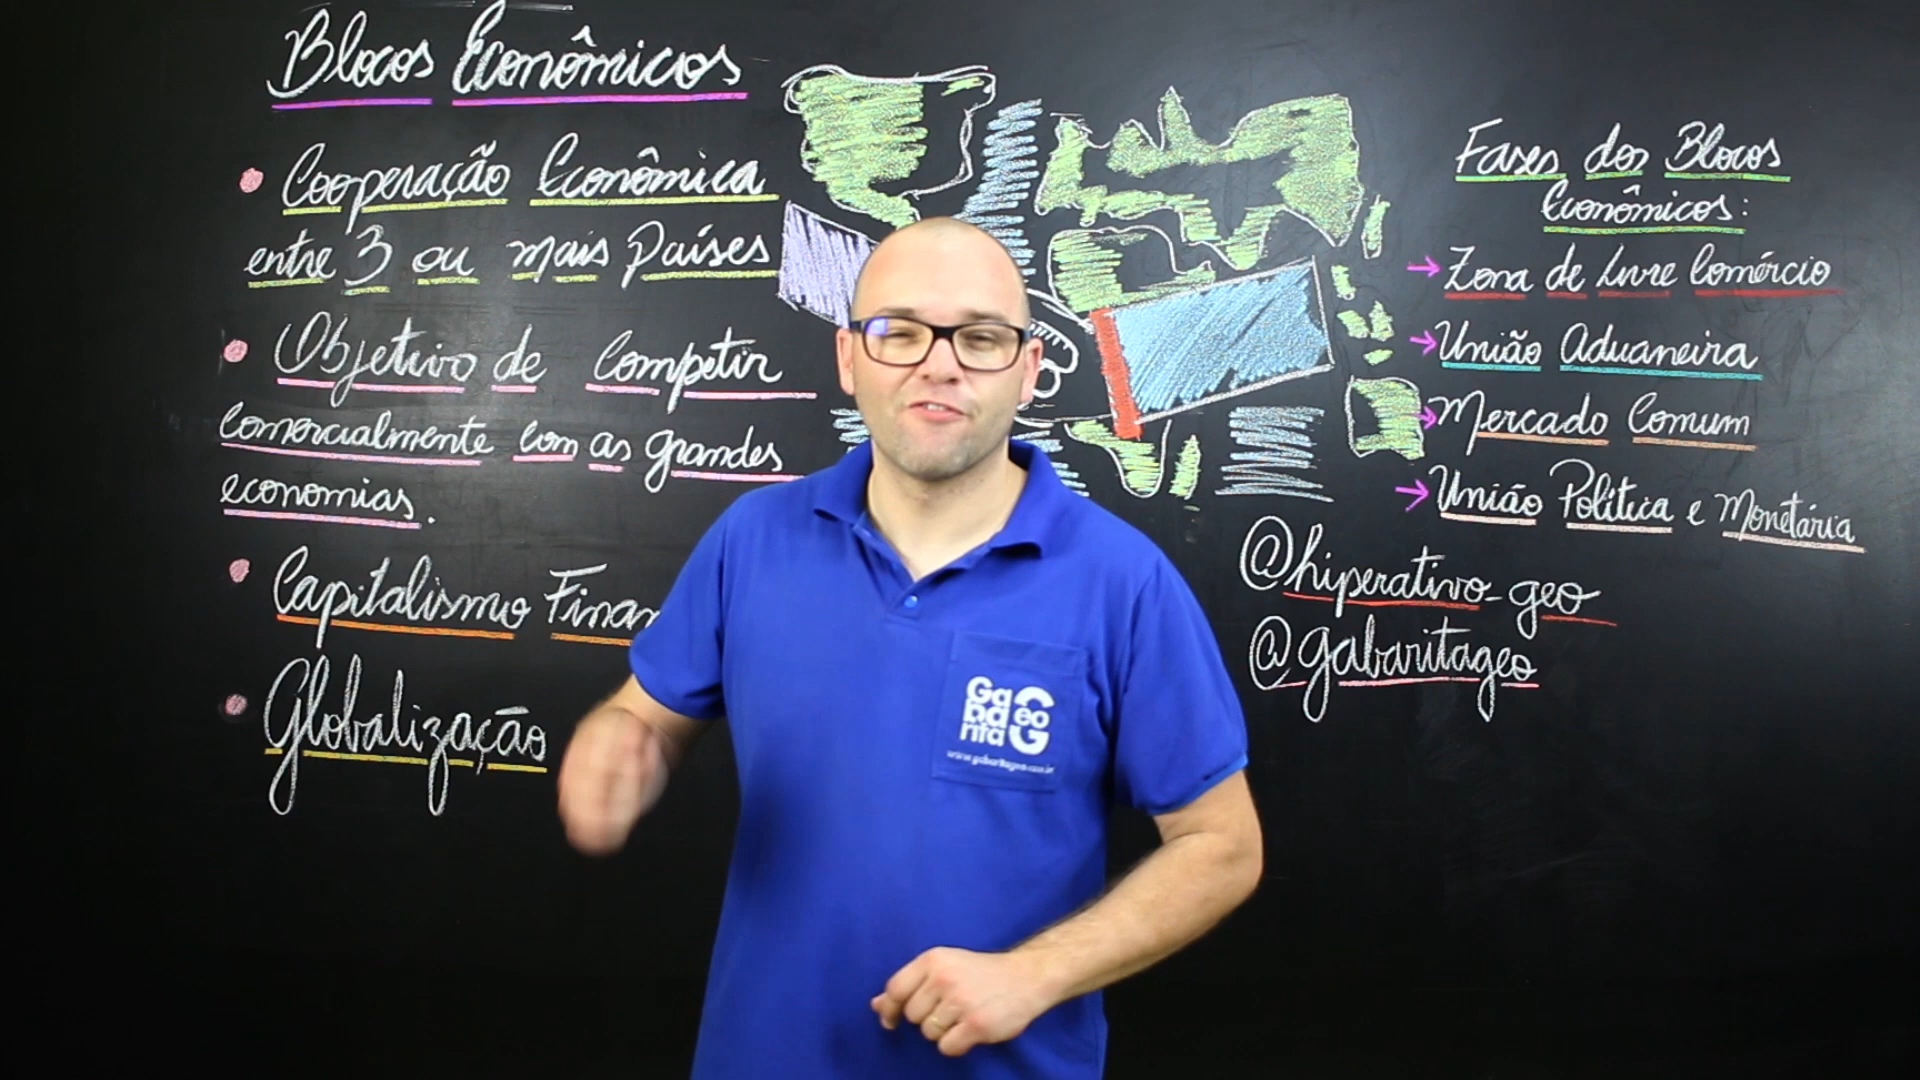 Blocos Econômicos
Cooperação Econômica
entre 3 ou mais países
Objetivo de competir
comercialmente com as grandes
economias.
Capitalismo Finan
Globalização
Fases dos Blocos
Econômicos:
Zona de Livre Comércio
União Aduaneira
Mercado Comum
União Política e Monetária
@hiperativo_geo
@gabaritageo
Gabarita Geo